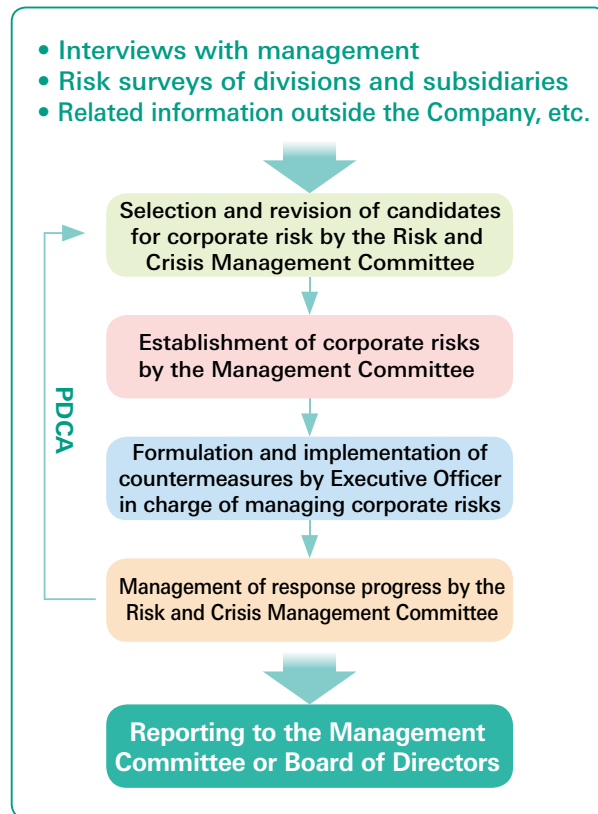 • Interviews with management
• Risk surveys of divisions and subsidiaries
• Related information outside the Company, etc.
Selection and revision of candidates
for corporate risk by the Risk and
Crisis Management Committee
Establishment of corporate risks
by the Management Committee
PDCA
Formulation and implementation of
countermeasures by Executive Officer
in charge of managing corporate risks
Management of response progress by the
Risk and Crisis Management Committee
Reporting to the Management
Committee or Board of Directors